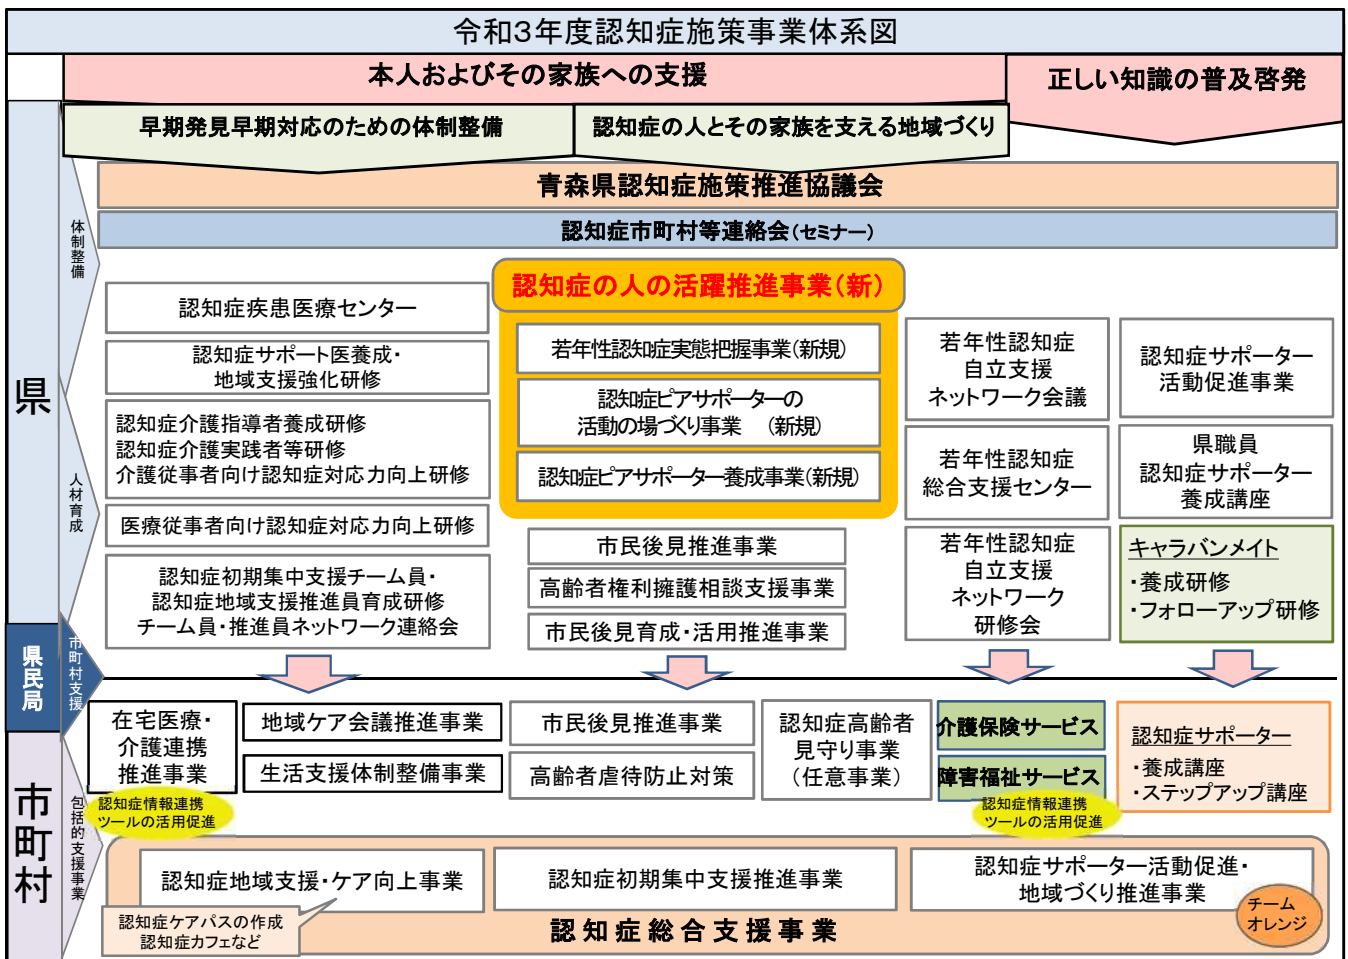 令和3年度認知症施策事業体系図
本人およびその家族への支援
正しい知識の普及啓発
早期発見早期対応のための体制整備
認知症の人とその家族を支える地域づくり
県
体制整備
人材育成
青森県認知症施策推進協議会
認知症市町村等連絡会(セミナー)
認知症疾患医療センター
認知症サポート医養成・
地域支援強化研修
認知症介護指導者養成研修
認知症介護実践者等研修
介護従事者向け認知症対応力向上研修
医療従事者向け認知症対応力向上研修
認知症初期集中支援チーム員・
認知症地域支援推進員育成研修
チーム員・推進員ネットワーク連絡会
認知症の人の活躍推進事業(新)
若年性認知症実態把握事業(新規)
認知症ピアサポーターの
活動の場づくり事業 (新規)
認知症ピアサポーター養成事業(新規)
市民後見推進事業
高齢者権利擁護相談支援事業
市民後見育成・活用推進事業
若年性認知症
自立支援
ネットワーク会議
若年性認知症
総合支援センター
若年性認知症
自立支援
ネットワーク
研修会
認知症サポーター
活動促進事業
県職員
認知症サポーター
養成講座
キャラバンメイト
・養成研修
・フォローアップ研修
県民局
市町村支援
市町村
包括的支援事業
在宅医療・
介護連携
推進事業
認知症情報連携
ツールの活用促進
地域ケア会議推進事業
生活支援体制整備事業
市民後見推進事業
高齢者虐待防止対策
認知症高齢者
見守り事業
(任意事業)
介護保険サービス
障害福祉サービス
認知症情報連携
ツールの活用促進
認知症サポーター
・養成講座
・ステップアップ講座
認知症地域支援・ケア向上事業
認知症初期集中支援推進事業
認知症サポーター活動促進・
地域づくり推進事業
認知症ケアパスの作成
認知症カフェなど
認知症総合支援事業
チーム
オレンジ